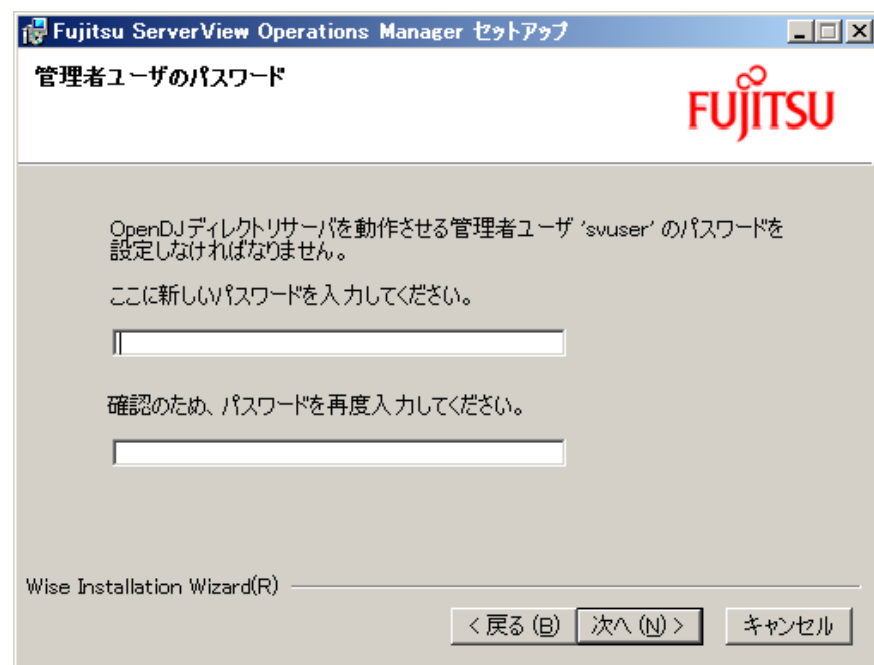 Fujitsu ServerView Operations Manager セットアップ
管理者ユーザのパスワード
FUJITSU
OpenDJディレクトリサーバを動作させる管理者ユーザ 'svuser' のパスワードを
設定しなければなりません。
ここに新しいパスワードを入力してください。
確認のため、パスワードを再度入力してください。
Wise Installation Wizard(R)
< 戻る (B) 次へ (N) > キャンセル